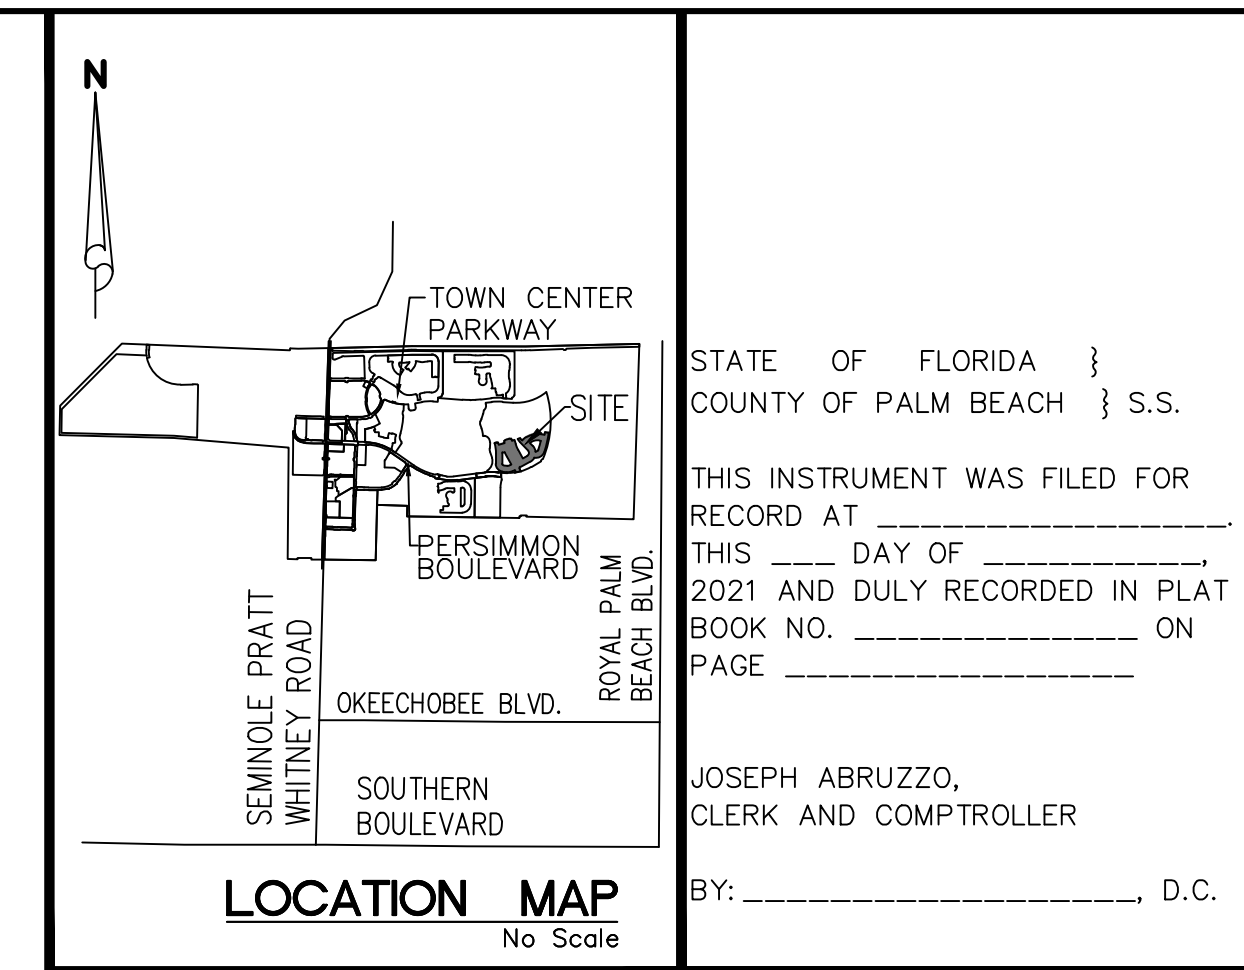 N
TOWN CENTER
PARKWAY
SITE
PERSIMMON
BOULEVARD
ROYAL PALM
BEACH BLVD.
SEMINOLE PRATT
WHITNEY ROAD
OKEECHOBEE BLVD.
SOUTHERN
BOULEVARD
LOCATION MAP
No Scale
STATE OF FLORIDA }
COUNTY OF PALM BEACH } S.S.
THIS INSTRUMENT WAS FILED FOR
RECORD AT ________________.
THIS ___ DAY OF __________,
2021 AND DULY RECORDED IN PLAT
BOOK NO. _____________ ON
PAGE ________________
JOSEPH ABRUZZO,
CLERK AND COMPTROLLER
BY: __________________, D.C.